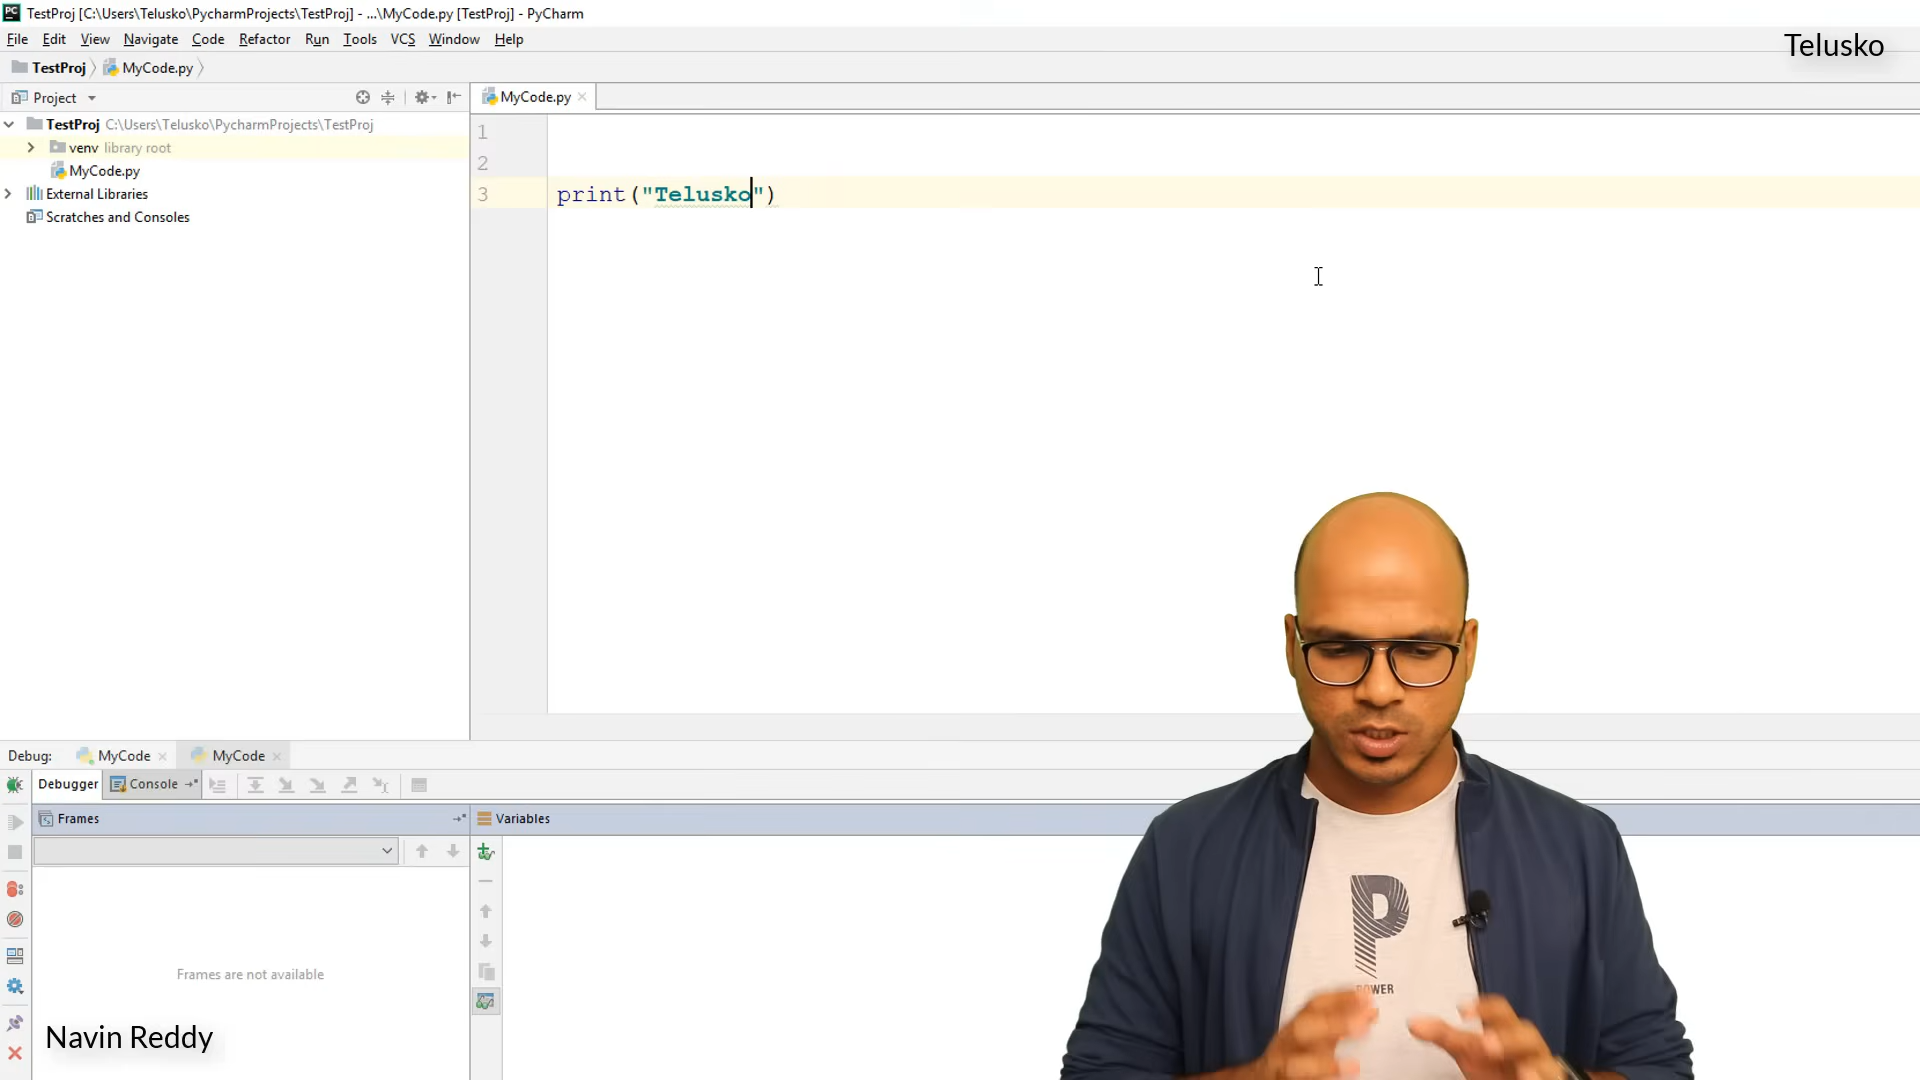 TestProj [C:\Users\Telusko\PycharmProjects\TestProj] - ...\MyCode.py [TestProj] - PyCharm
File Edit View Navigate Code Refactor Run Tools VCS Window Help
Telusko
TestProj MyCode.py
Project
MyCode.py
TestProj C:\Users\Telusko\PycharmProjects\TestProj
venv library root
MyCode.py
External Libraries
Scratches and Consoles
1
2
3 print("Telusko")
Debug: MyCode MyCode
Debugger Console
Frames
Variables
Frames are not available
P
POWER
Navin Reddy